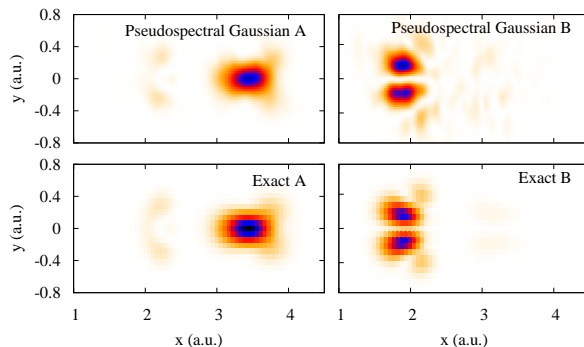 Pseudospectral Gaussian A
Pseudospectral Gaussian B
0.8
0.4
0
-0.4
-0.8
y (a.u.)
Exact A
Exact B
0.8
0.4
0
-0.4
-0.8
y (a.u.)
1 2 3 4
1 2 3 4
x (a.u.)
x (a.u.)